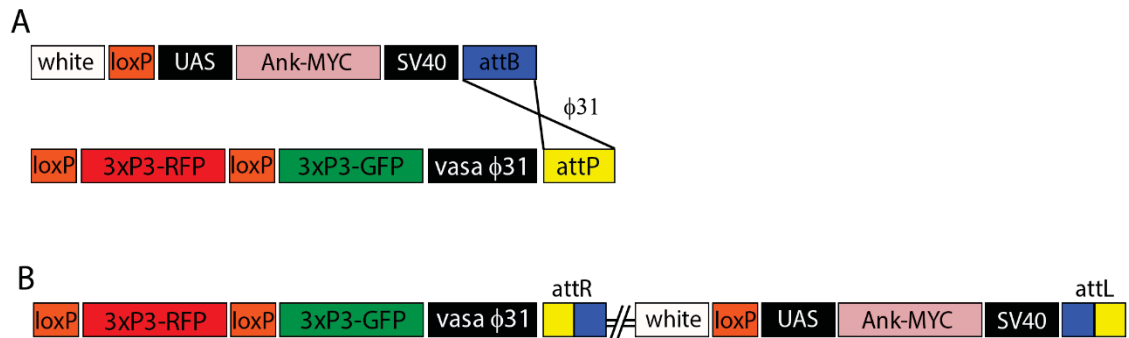 A
white loxP UAS Ank-MYC SV40 attB
ϕ31
loxP 3xP3-RFP loxP 3xP3-GFP vasa ϕ31 attP
B
attR attL
loxP 3xP3-RFP loxP 3xP3-GFP vasa ϕ31 white loxP UAS Ank-MYC SV40